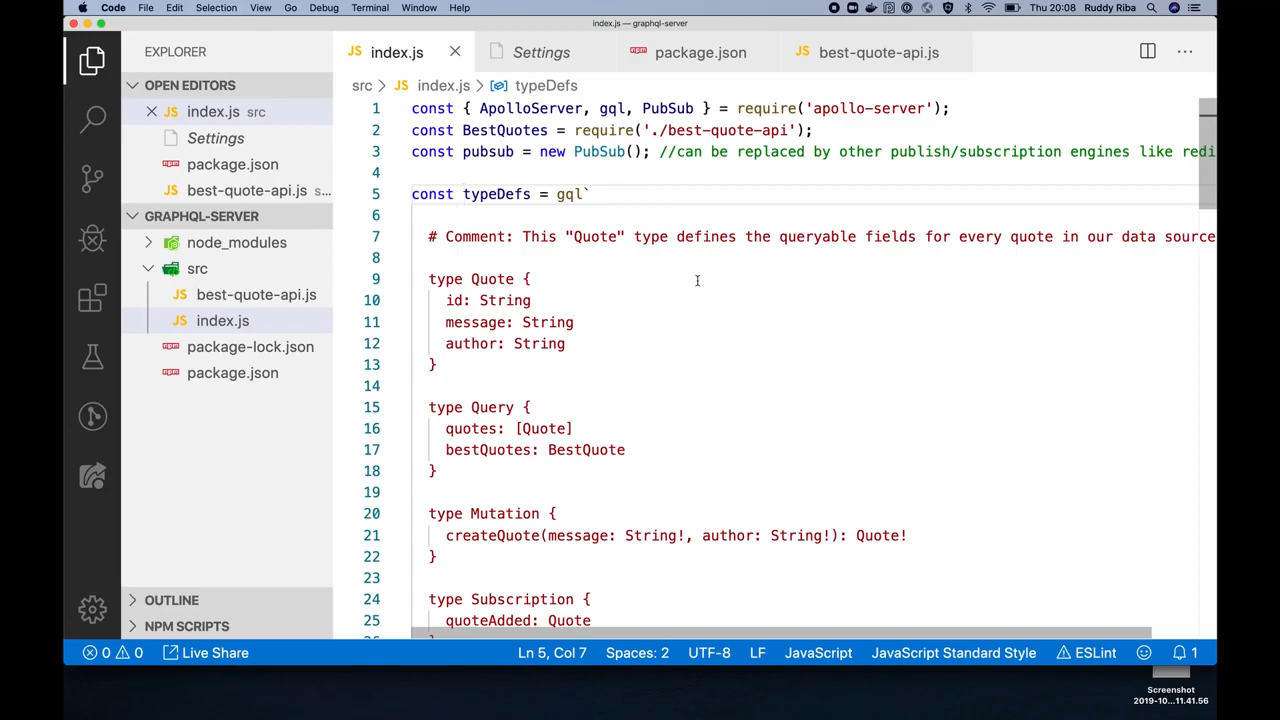 Code File Edit Selection View Go Debug Terminal Window Help Thu 20:08 Ruddy Riba
index.js — graphql-server
EXPLORER
OPEN EDITORS
JS index.js src
Settings
package.json
JS best-quote-api.js s...
GRAPHQL-SERVER
node_modules
src
JS best-quote-api.js
JS index.js
package-lock.json
package.json
OUTLINE
NPM SCRIPTS
JS index.js Settings package.json JS best-quote-api.js
src JS index.js typeDefs
1 const { ApolloServer, gql, PubSub } = require('apollo-server');
2 const BestQuotes = require('./best-quote-api');
3 const pubsub = new PubSub(); //can be replaced by other publish/subscription engines like redi
4
5 const typeDefs = gql`
6
7 # Comment: This "Quote" type defines the queryable fields for every quote in our data source
8
9 type Quote {
10 id: String
11 message: String
12 author: String
13 }
14
15 type Query {
16 quotes: [Quote]
17 bestQuotes: BestQuote
18 }
19
20 type Mutation {
21 createQuote(message: String!, author: String!): Quote!
22 }
23
24 type Subscription {
25 quoteAdded: Quote
0 0 Live Share Ln 5, Col 7 Spaces: 2 UTF-8 LF JavaScript JavaScript Standard Style ESLint 1
Screenshot
2019-10...11.41.56